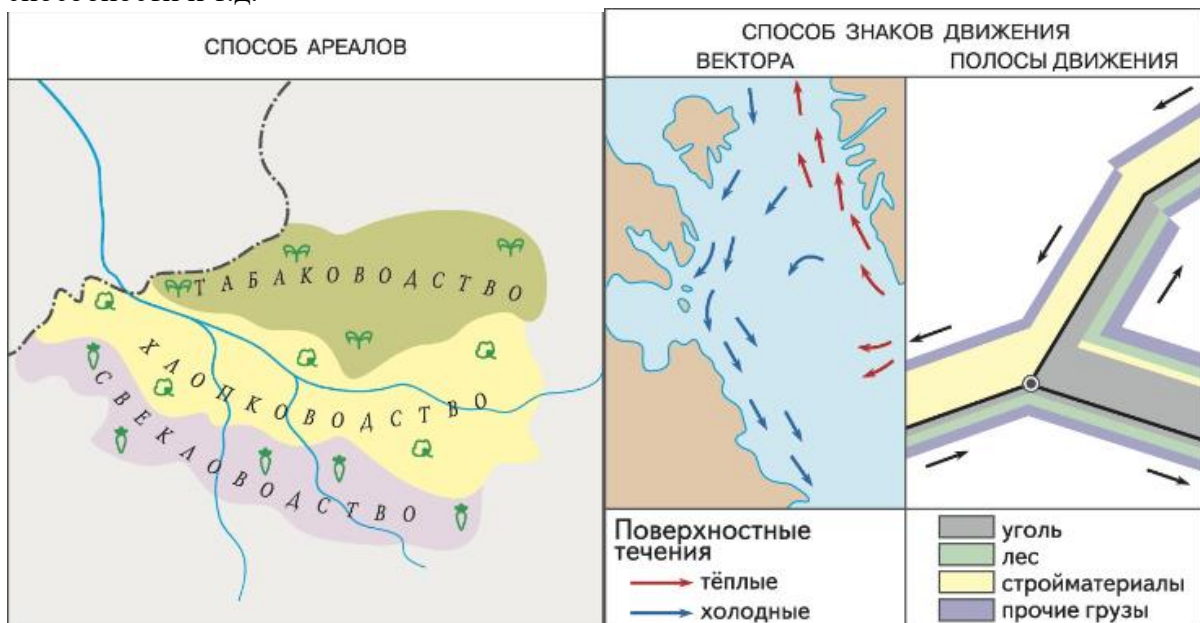 СПОСОБ АРЕАЛОВ
ТАБАКОВОДСТВО
ХЛОПКОВОДСТВО
СВЕКЛОВОДСТВО
СПОСОБ ЗНАКОВ ДВИЖЕНИЯ
ВЕКТОРА
ПОЛОСЫ ДВИЖЕНИЯ
Поверхностные
течения
тёплые
холодные
уголь
лес
стройматериалы
прочие грузы